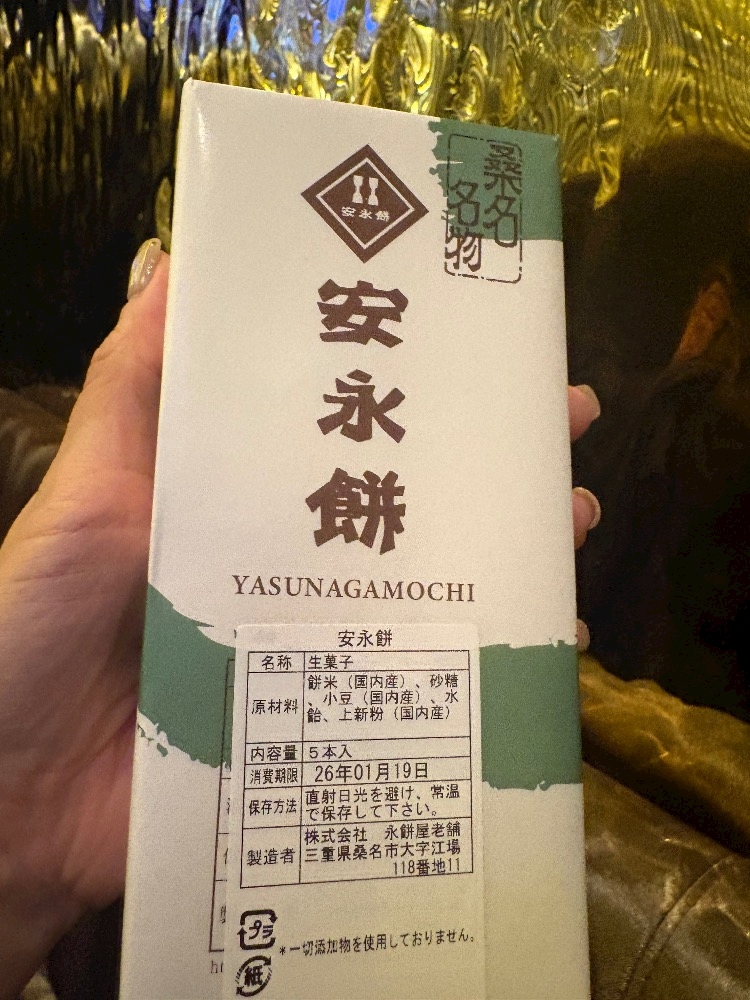 桑名
名物
安永餅
安永餅
YASUNAGAMOCHI
安永餅
名称 生菓子
原材料 餅米（国内産）、砂糖
、小豆（国内産）、水
飴、上新粉（国内産）
内容量 5本入
消費期限 26年01月19日
保存方法 直射日光を避け、常温
で保存して下さい。
製造者 株式会社 永餅屋老舗
三重県桑名市大字江場
118番地11
プラ
*一切添加物を使用しておりません。
紙